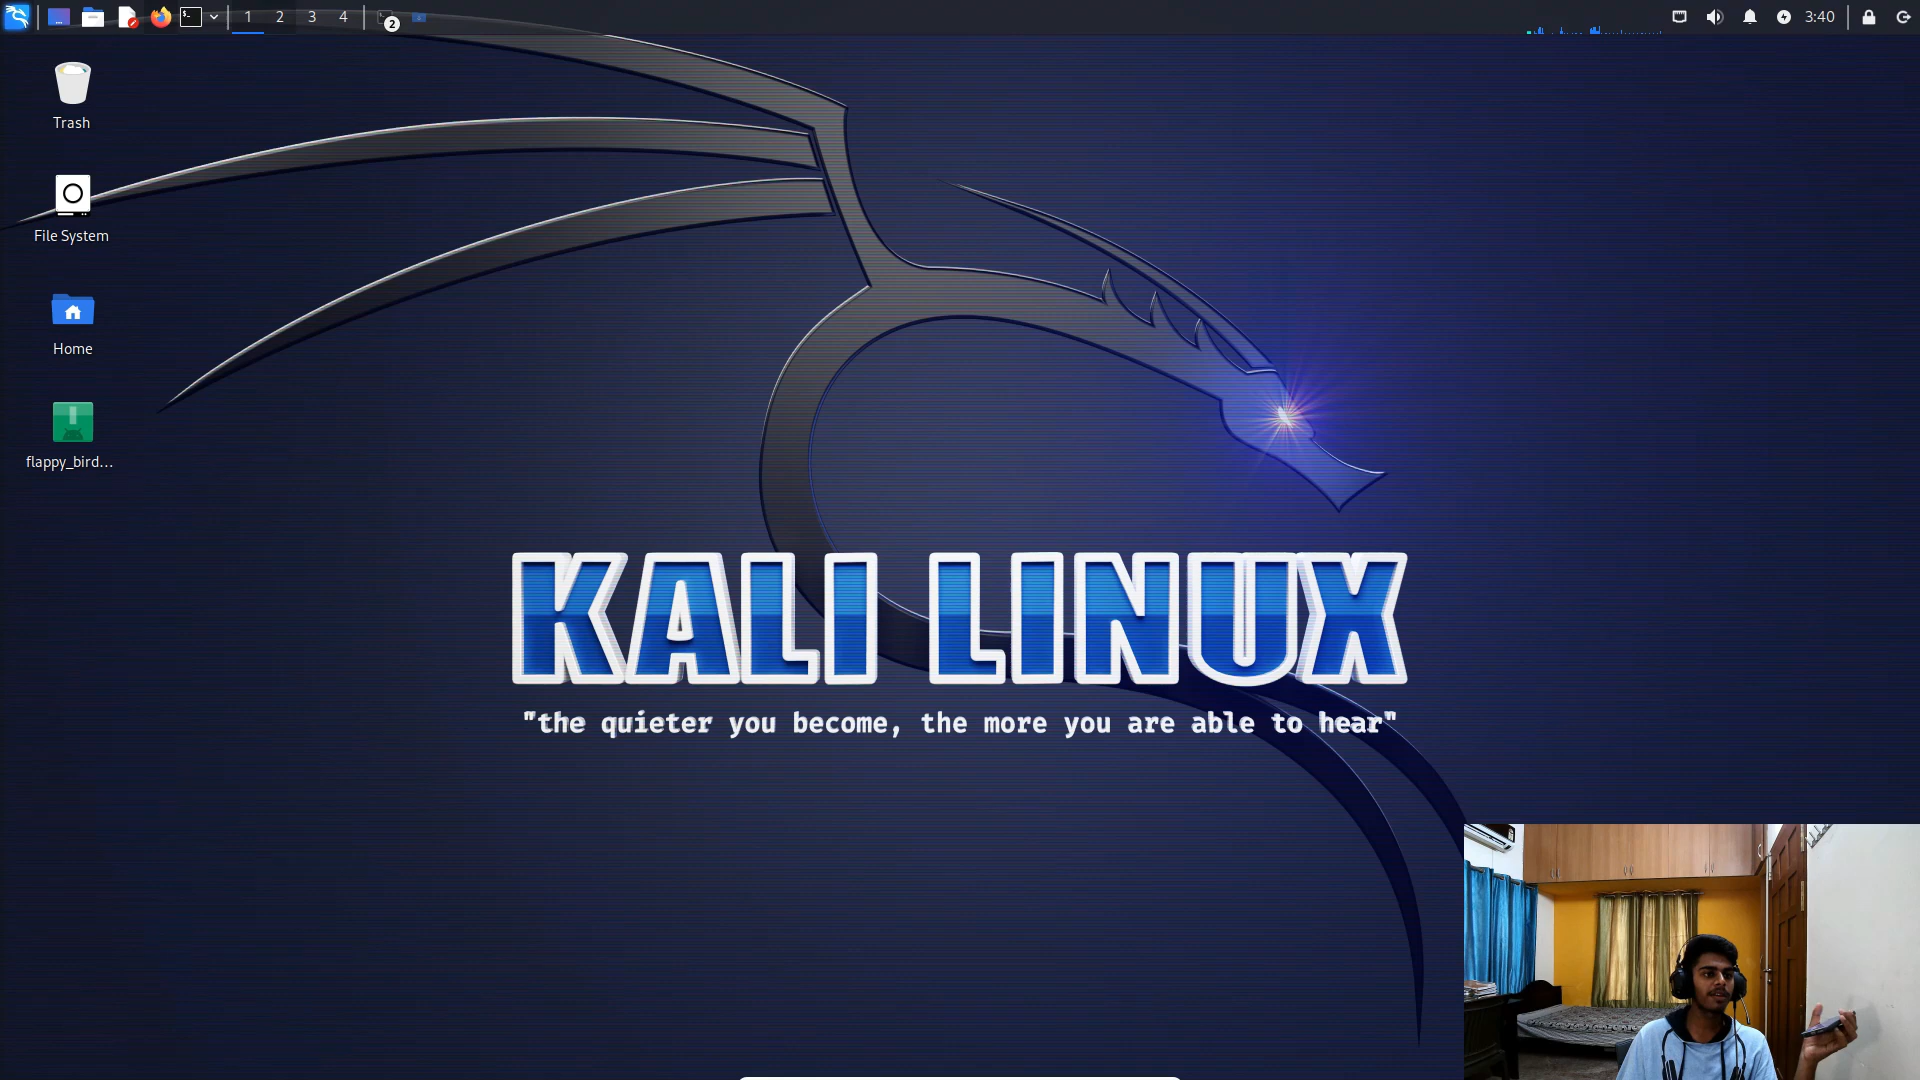 1 2 3 4 2 3:40
Trash
File System
Home
flappy_bird...
KALI LINUX
"the quieter you become, the more you are able to hear"